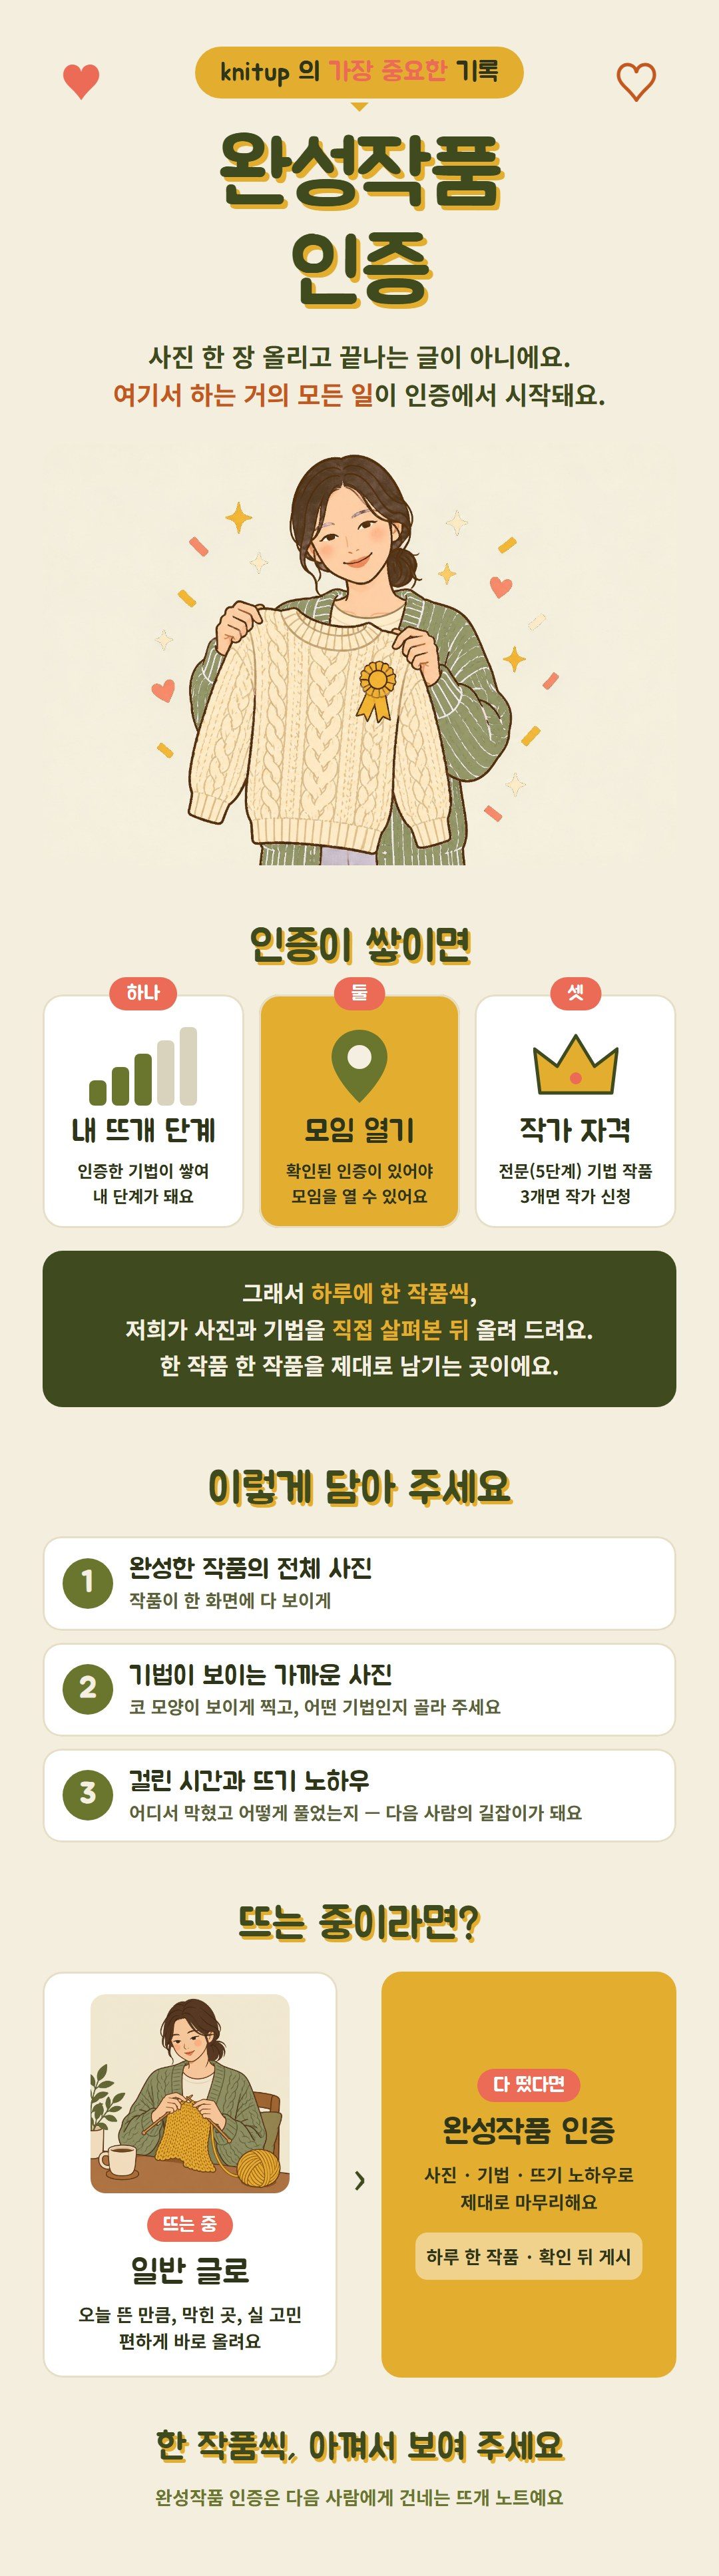 knitup 의 가장 중요한 기록
완성작품
인증
사진 한 장 올리고 끝나는 글이 아니에요.
여기서 하는 거의 모든 일이 인증에서 시작돼요.
인증이 쌓이면
하나
내 뜨개 단계
인증한 기법이 쌓여
내 단계가 돼요
둘
모임 열기
확인된 인증이 있어야
모임을 열 수 있어요
셋
작가 자격
전문(5단계) 기법 작품
3개면 작가 신청
그래서 하루에 한 작품씩,
저희가 사진과 기법을 직접 살펴본 뒤 올려 드려요.
한 작품 한 작품을 제대로 남기는 곳이에요.
이렇게 담아 주세요
1
완성한 작품의 전체 사진
작품이 한 화면에 다 보이게
2
기법이 보이는 가까운 사진
코 모양이 보이게 찍고, 어떤 기법인지 골라 주세요
3
걸린 시간과 뜨기 노하우
어디서 막혔고 어떻게 풀었는지 — 다음 사람의 길잡이가 돼요
뜨는 중이라면?
뜨는 중
일반 글로
오늘 뜬 만큼, 막힌 곳, 실 고민
편하게 바로 올려요
›
다 떴다면
완성작품 인증
사진 · 기법 · 뜨기 노하우로
제대로 마무리해요
하루 한 작품 · 확인 뒤 게시
한 작품씩, 아껴서 보여 주세요
완성작품 인증은 다음 사람에게 건네는 뜨개 노트예요